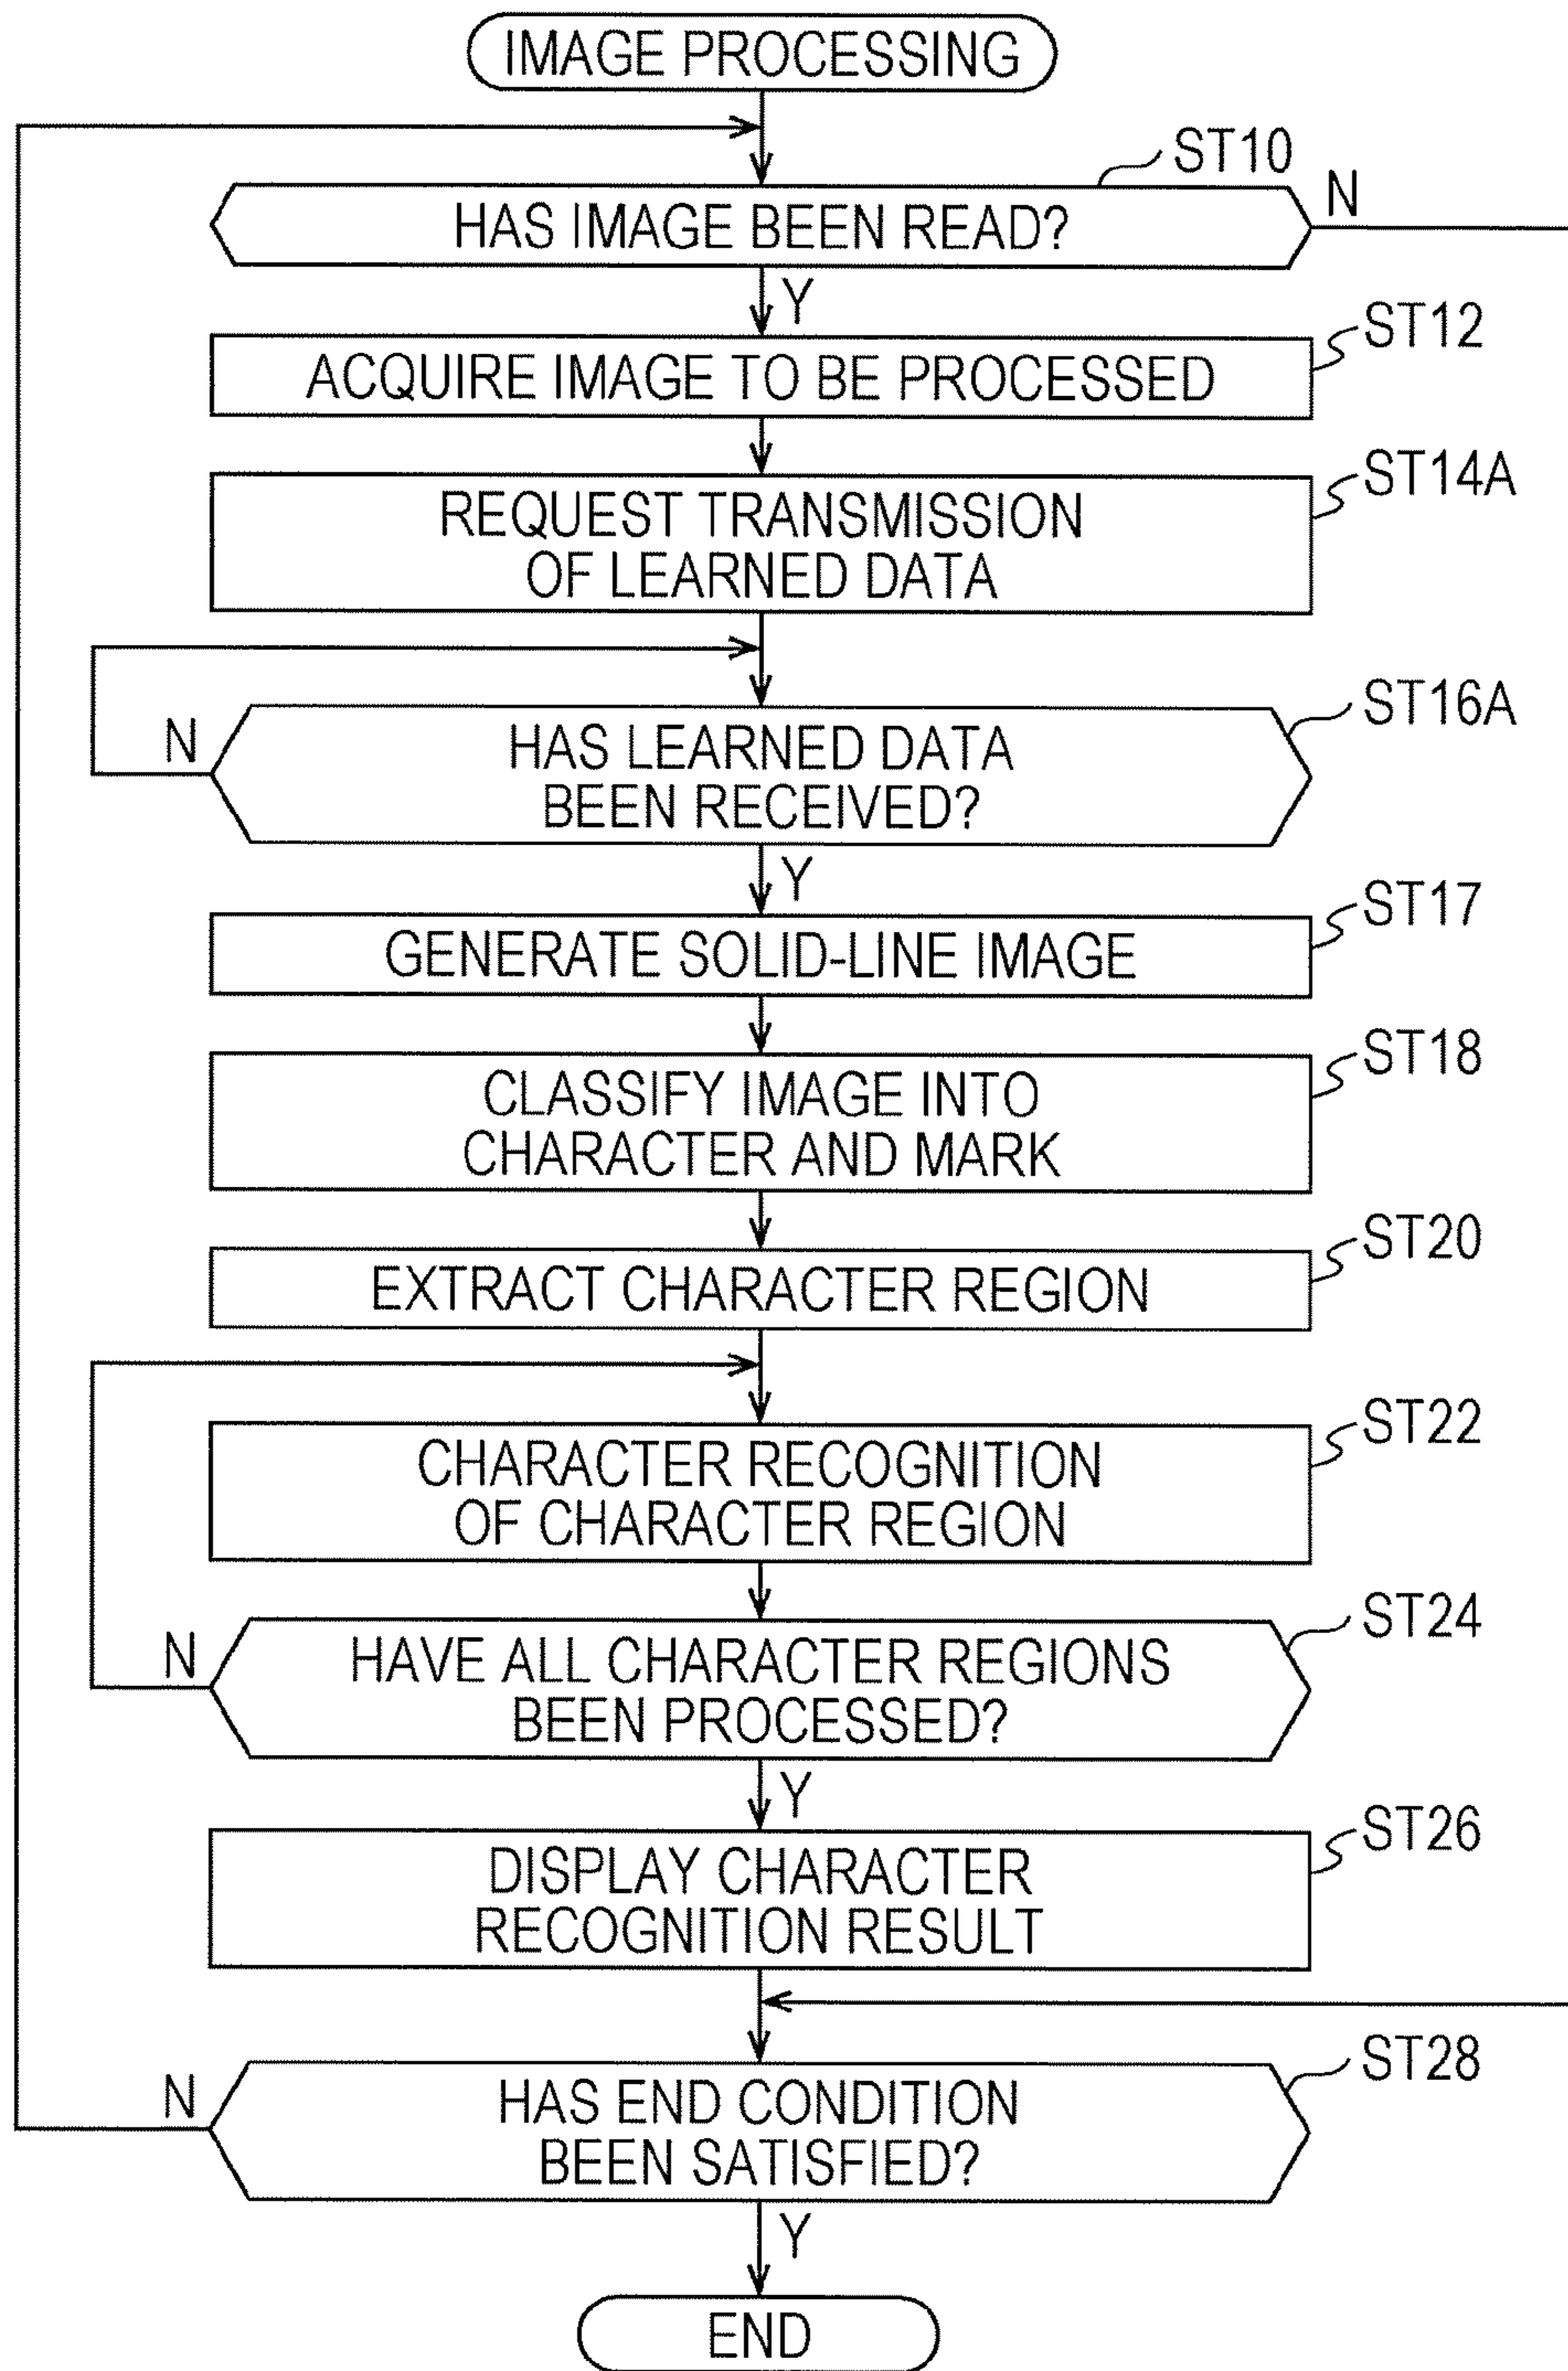 IMAGE PROCESSING
ST10
HAS IMAGE BEEN READ?
N
Y
ST12
ACQUIRE IMAGE TO BE PROCESSED
ST14A
REQUEST TRANSMISSION
OF LEARNED DATA
ST16A
N
HAS LEARNED DATA
BEEN RECEIVED?
Y
ST17
GENERATE SOLID-LINE IMAGE
ST18
CLASSIFY IMAGE INTO
CHARACTER AND MARK
ST20
EXTRACT CHARACTER REGION
ST22
CHARACTER RECOGNITION
OF CHARACTER REGION
ST24
N
HAVE ALL CHARACTER REGIONS
BEEN PROCESSED?
Y
ST26
DISPLAY CHARACTER
RECOGNITION RESULT
ST28
N
HAS END CONDITION
BEEN SATISFIED?
Y
END